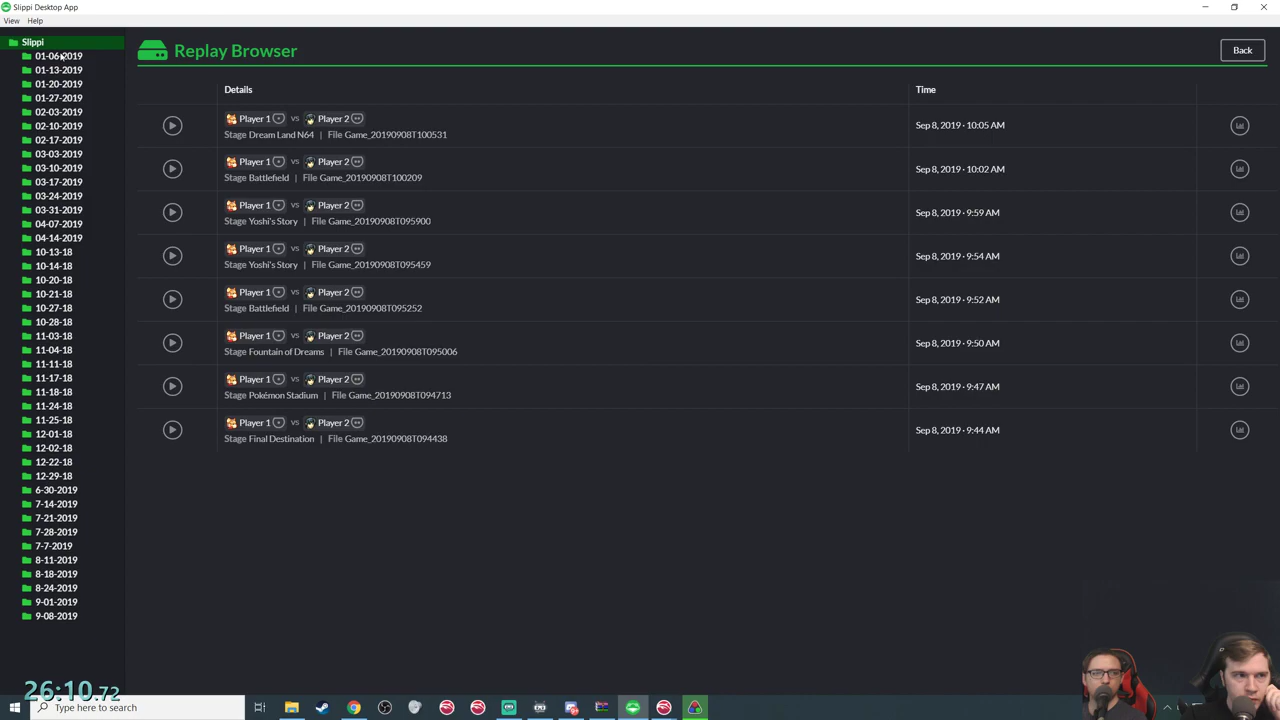 Slippi Desktop App
View Help
Slippi
01-06-2019
01-13-2019
01-20-2019
01-27-2019
02-03-2019
02-10-2019
02-17-2019
03-03-2019
03-10-2019
03-17-2019
03-24-2019
03-31-2019
04-07-2019
04-14-2019
10-13-18
10-14-18
10-20-18
10-21-18
10-27-18
10-28-18
11-03-18
11-04-18
11-11-18
11-17-18
11-18-18
11-24-18
11-25-18
12-01-18
12-02-18
12-22-18
12-29-18
6-30-2019
7-14-2019
7-21-2019
7-28-2019
7-7-2019
8-11-2019
8-18-2019
8-24-2019
9-01-2019
9-08-2019
Replay Browser
Back
Details Time
Player 1 vs Player 2
Stage Dream Land N64 | File Game_20190908T100531
Sep 8, 2019 · 10:05 AM
Player 1 vs Player 2
Stage Battlefield | File Game_20190908T100209
Sep 8, 2019 · 10:02 AM
Player 1 vs Player 2
Stage Yoshi's Story | File Game_20190908T095900
Sep 8, 2019 · 9:59 AM
Player 1 vs Player 2
Stage Yoshi's Story | File Game_20190908T095459
Sep 8, 2019 · 9:54 AM
Player 1 vs Player 2
Stage Battlefield | File Game_20190908T095252
Sep 8, 2019 · 9:52 AM
Player 1 vs Player 2
Stage Fountain of Dreams | File Game_20190908T095006
Sep 8, 2019 · 9:50 AM
Player 1 vs Player 2
Stage Pokémon Stadium | File Game_20190908T094713
Sep 8, 2019 · 9:47 AM
Player 1 vs Player 2
Stage Final Destination | File Game_20190908T094438
Sep 8, 2019 · 9:44 AM
26:10.72
Type here to search